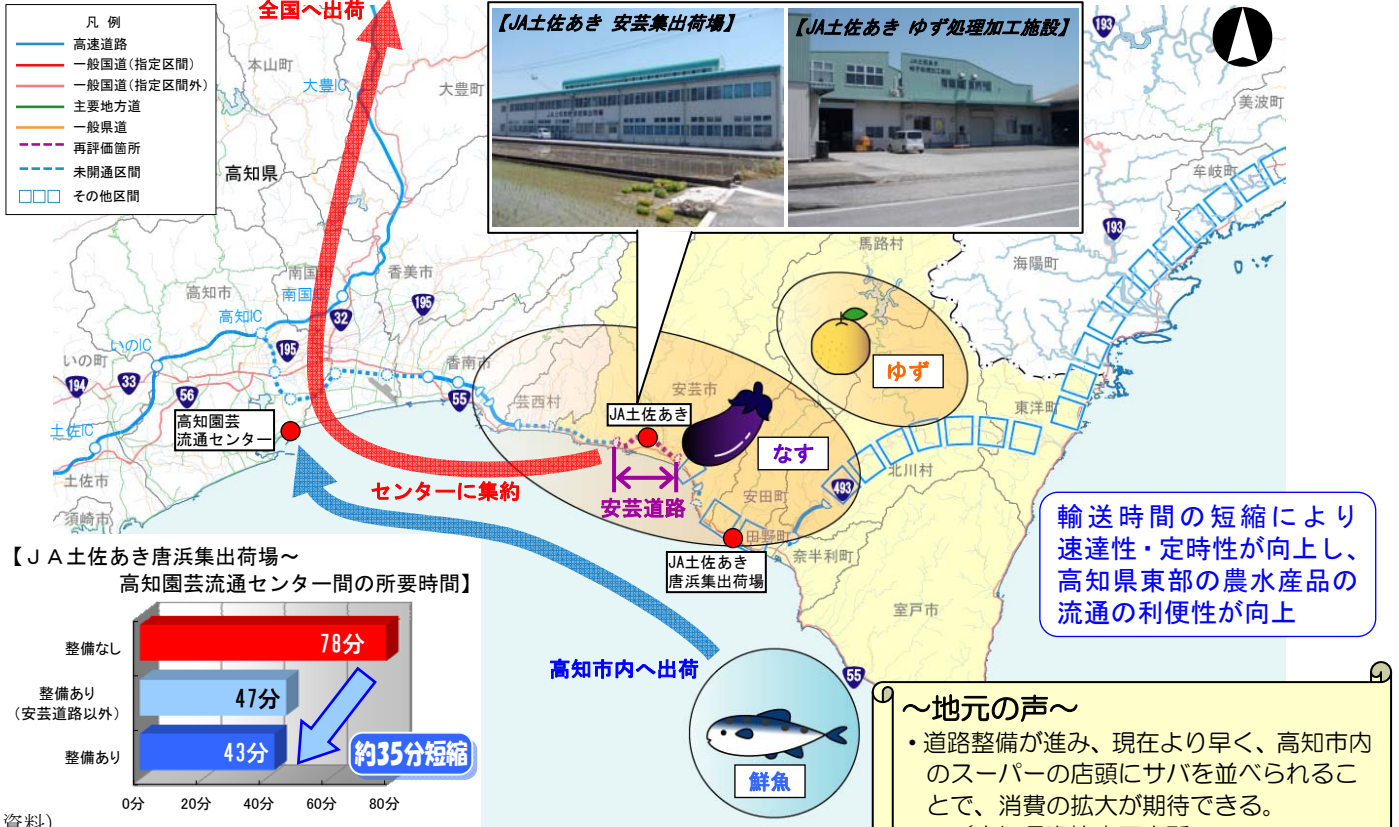 凡 例
高速道路
一般国道(指定区間)
一般国道(指定区間外)
主要地方道
一般県道
再評価箇所
未開通区間
その他区間
全国へ出荷
【JA土佐あき 安芸集出荷場】
【JA土佐あき ゆず処理加工施設】
193
本山町
大豊IC
大豊町
美波町
高知県
牟岐町
193
馬路村
海陽町
南国市
香美市
高知市
南国IC
195
高知IC
32
195
いの町
いのIC
香南市
ゆず
194
33
56
55
芸西村
安芸市
東洋町
JA土佐あき
高知園芸
流通センター
土佐IC
なす
土佐市
センターに集約
安芸道路
安田町
493
北川村
須崎市
田野町
奈半利町
JA土佐あき
唐浜集出荷場
室戸市
輸送時間の短縮により
速達性・定時性が向上し、
高知県東部の農水産品の
流通の利便性が向上
【JA土佐あき唐浜集出荷場~
高知園芸流通センター間の所要時間】
整備なし
78分
整備あり
(安芸道路以外)
47分
整備あり
43分
約35分短縮
0分 20分 40分 60分 80分
高知市内へ出荷
鮮魚
55
~地元の声~
・道路整備が進み、現在より早く、高知市内
のスーパーの店頭にサバを並べられるこ
とで、消費の拡大が期待できる。
資料)